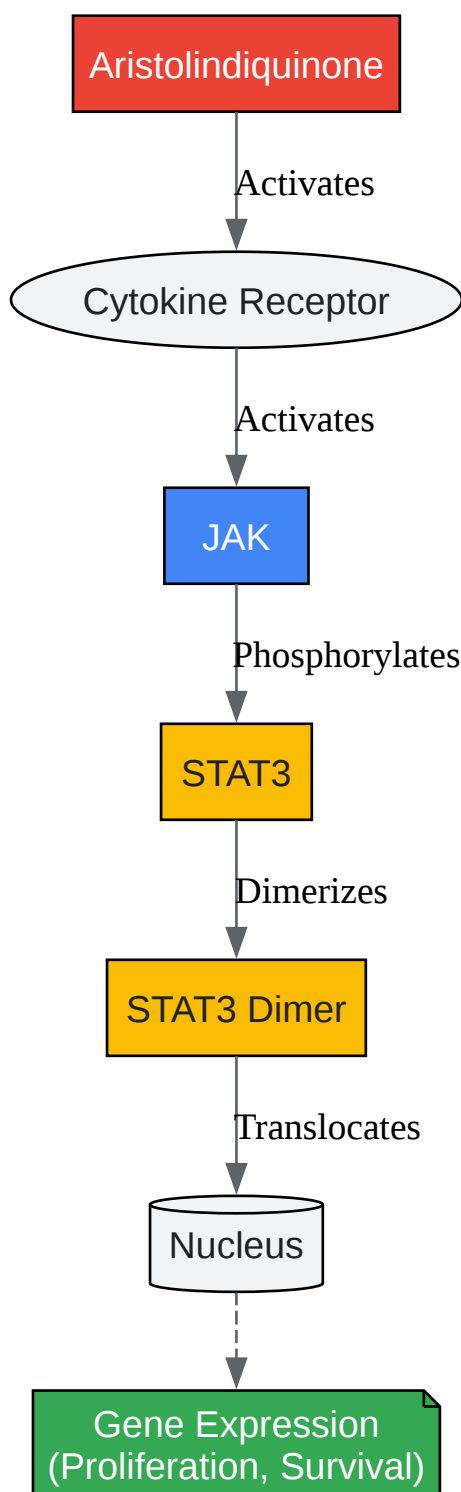 Aristolindiquinone
Activates
Cytokine Receptor
Activates
JAK
Phosphorylates
STAT3
Dimerizes
STAT3 Dimer
Translocates
Nucleus
Gene Expression
(Proliferation, Survival)